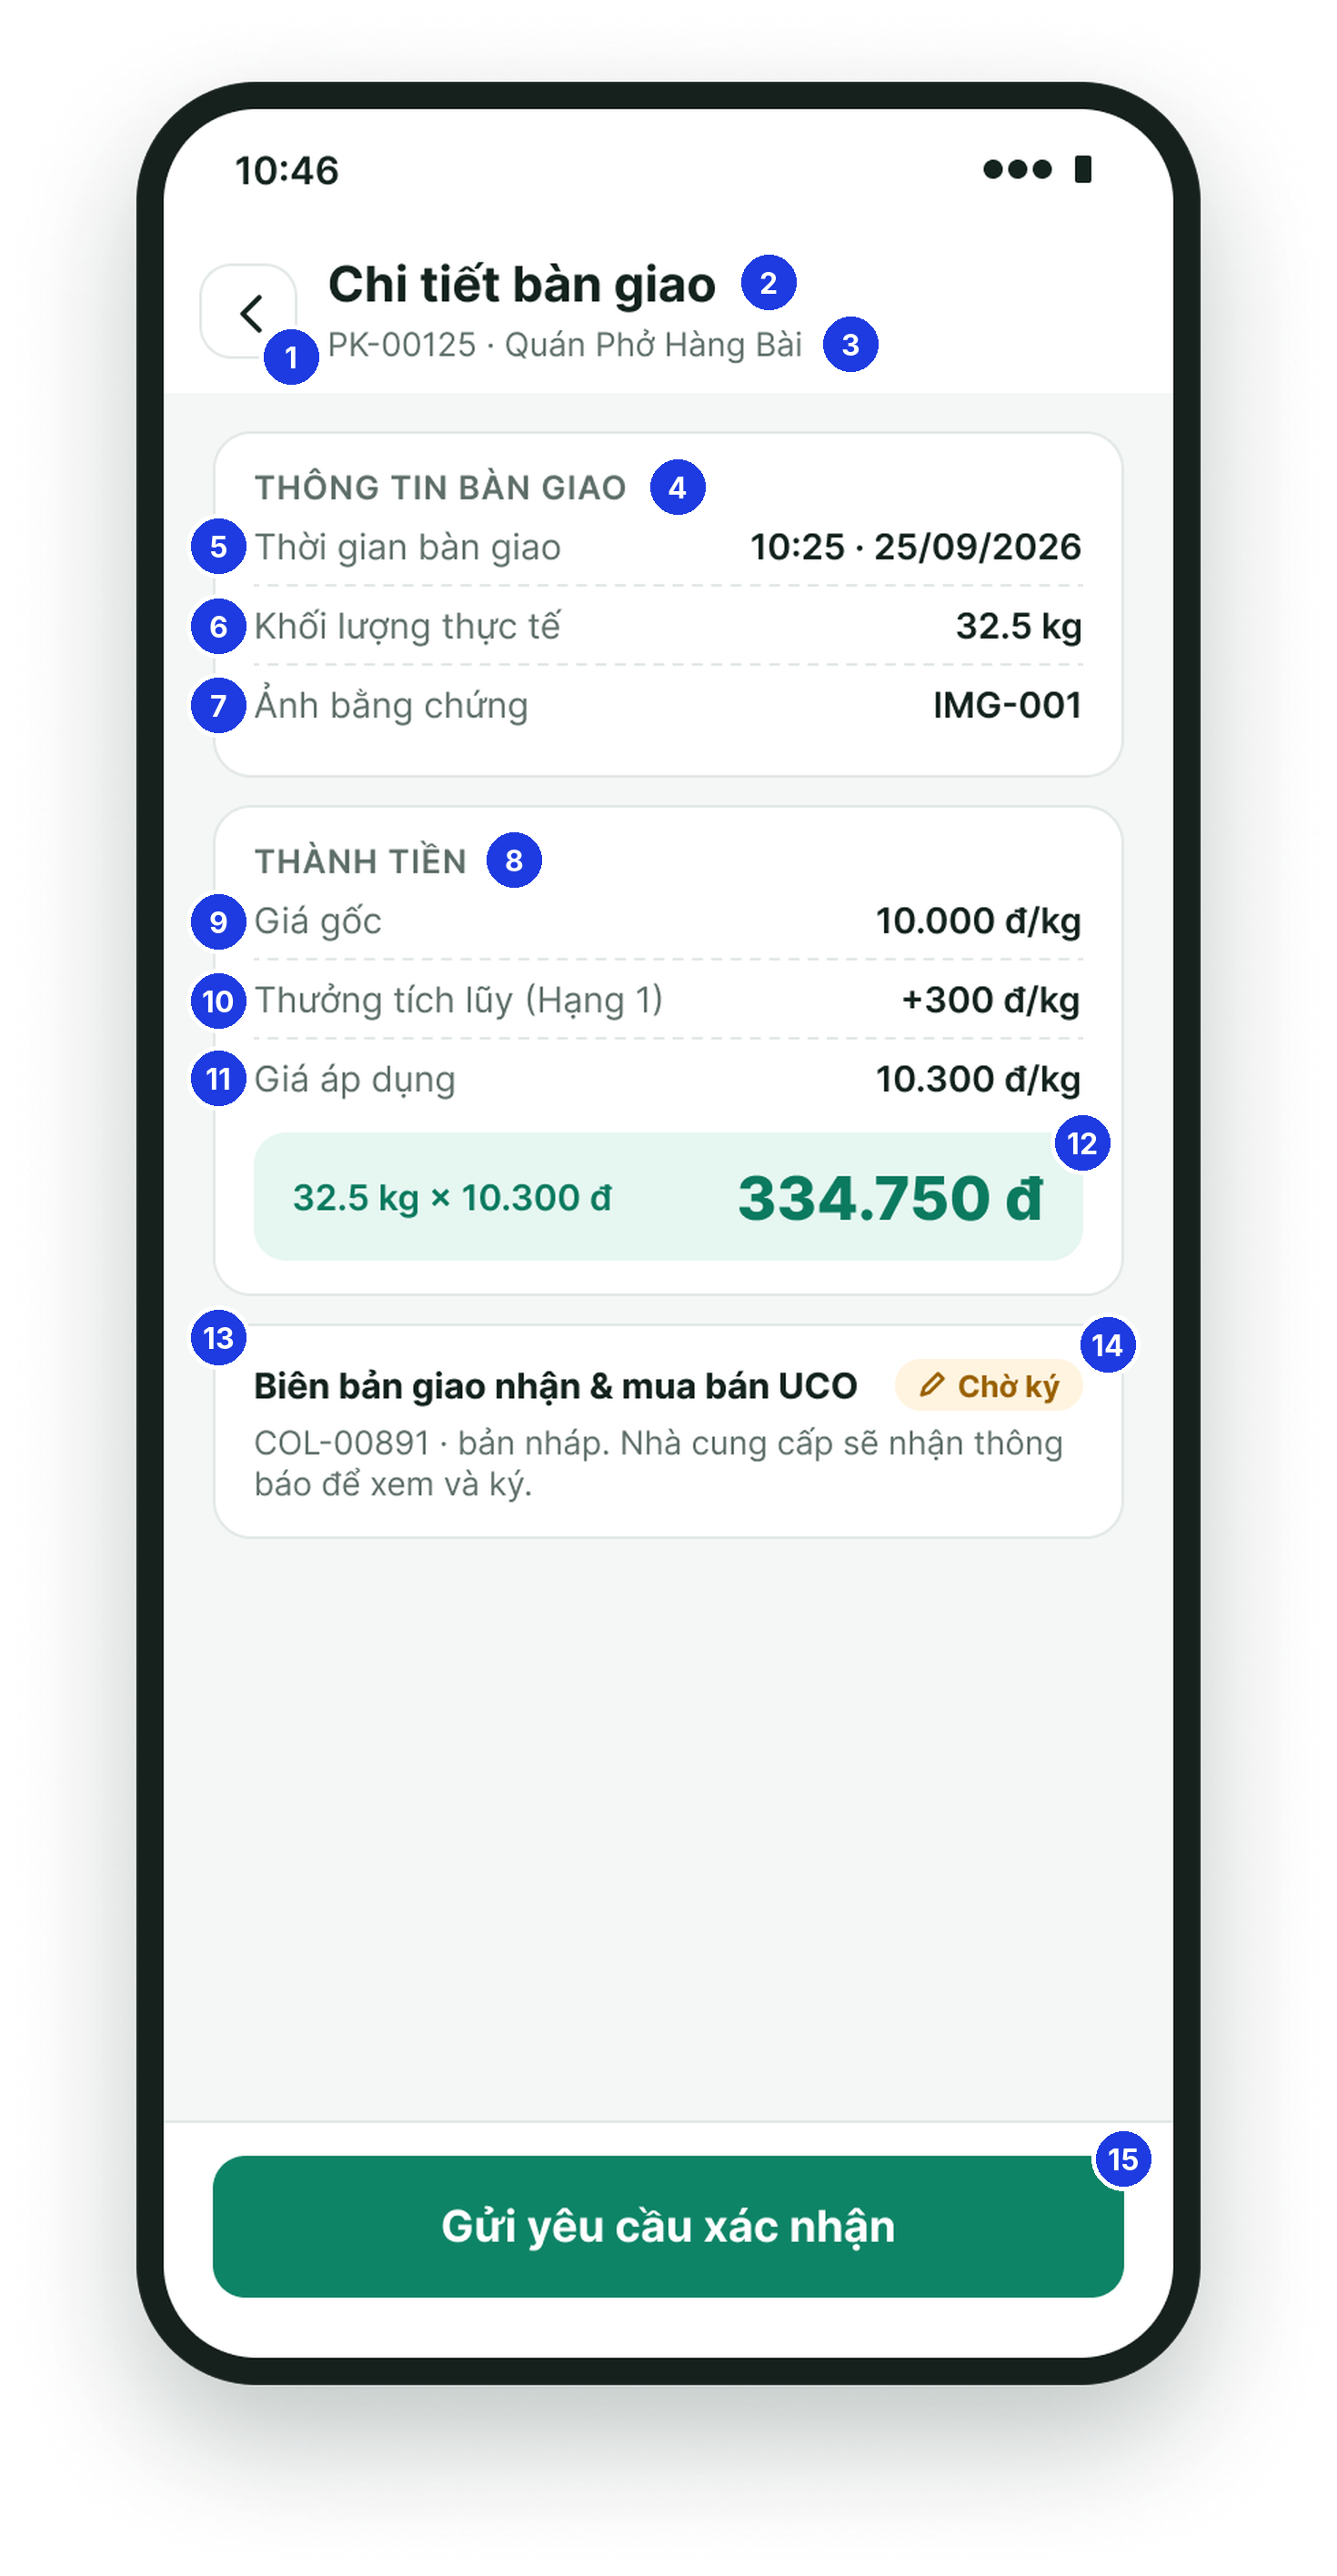 10:46
Chi tiết bàn giao 2
1 PK-00125 · Quán Phở Hàng Bài 3
THÔNG TIN BÀN GIAO 4
5 Thời gian bàn giao 10:25 · 25/09/2026
6 Khối lượng thực tế 32.5 kg
7 Ảnh bằng chứng IMG-001
THÀNH TIỀN 8
9 Giá gốc 10.000 đ/kg
10 Thưởng tích lũy (Hạng 1) +300 đ/kg
11 Giá áp dụng 10.300 đ/kg
12
32.5 kg × 10.300 đ 334.750 đ
13 14
Biên bản giao nhận & mua bán UCO Chờ ký
COL-00891 · bản nháp. Nhà cung cấp sẽ nhận thông
báo để xem và ký.
15
Gửi yêu cầu xác nhận